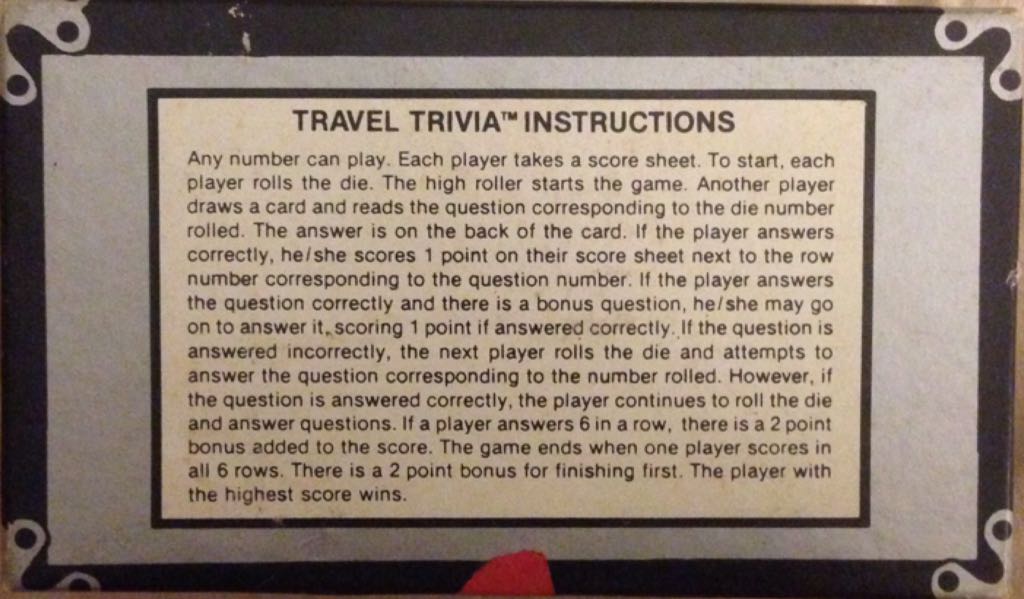 TRAVEL TRIVIA™ INSTRUCTIONS
Any number can play. Each player takes a score sheet. To start, each
player rolls the die. The high roller starts the game. Another player
draws a card and reads the question corresponding to the die number
rolled. The answer is on the back of the card. If the player answers
correctly, he/she scores 1 point on their score sheet next to the row
number corresponding to the question number. If the player answers
the question correctly and there is a bonus question, he/she may go
on to answer it, scoring 1 point if answered correctly. If the question is
answered incorrectly, the next player rolls the die and attempts to
answer the question corresponding to the number rolled. However, if
the question is answered correctly, the player continues to roll the die
and answer questions. If a player answers 6 in a row, there is a 2 point
bonus added to the score. The game ends when one player scores in
all 6 rows. There is a 2 point bonus for finishing first. The player with
the highest score wins.